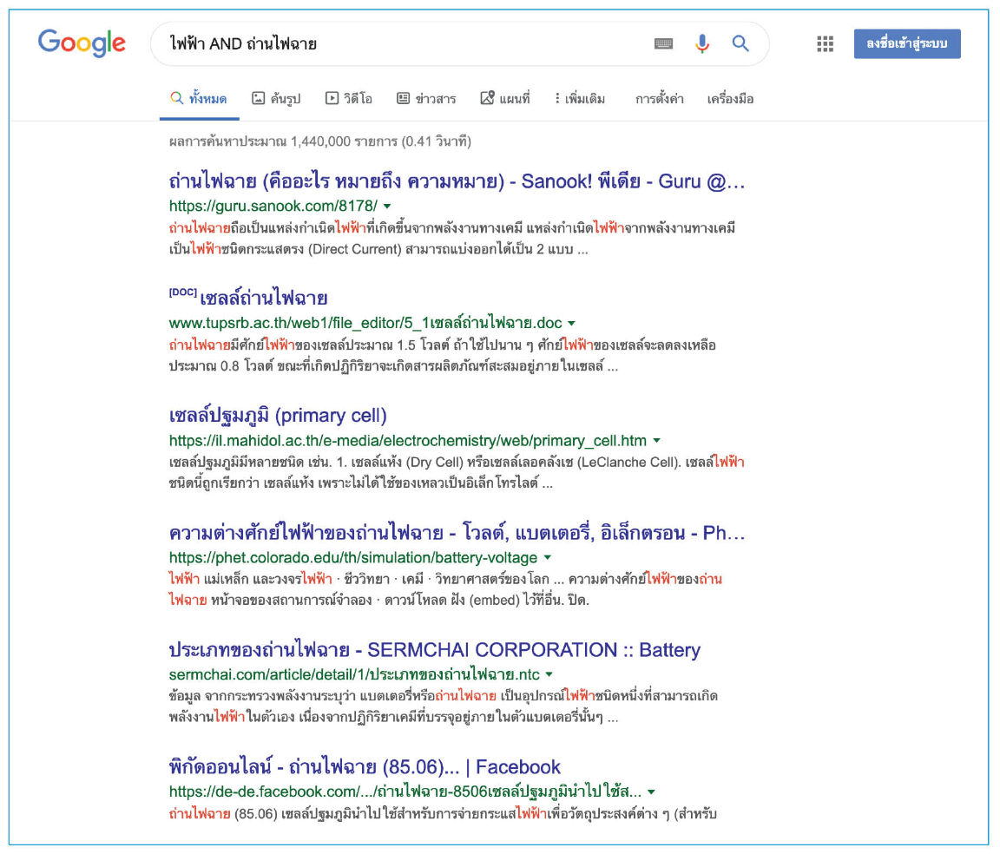 Google
ไฟฟ้า AND ถ่านไฟฉาย
ลงชื่อเข้าสู่ระบบ
ทั้งหมด ค้นรูป วิดีโอ ข่าวสาร แผนที่ เพิ่มเติม การตั้งค่า เครื่องมือ
ผลการค้นหาประมาณ 1,440,000 รายการ (0.41 วินาที)
ถ่านไฟฉาย (คืออะไร หมายถึง ความหมาย) - Sanook! พีเดีย - Guru @...
https://guru.sanook.com/8178/
ถ่านไฟฉายถือเป็นแหล่งกำเนิดไฟฟ้าที่เกิดขึ้นจากพลังงานทางเคมี แหล่งกำเนิดไฟฟ้าจากพลังงานทางเคมี
เป็นไฟฟ้าชนิดกระแสตรง (Direct Current) สามารถแบ่งออกได้เป็น 2 แบบ ...
[DOC] เซลล์ถ่านไฟฉาย
www.tupsrb.ac.th/web1/file_editor/5_1เซลล์ถ่านไฟฉาย.doc
ถ่านไฟฉายมีศักย์ไฟฟ้าของเซลล์ประมาณ 1.5 โวลต์ ถ้าใช้ไปนาน ๆ ศักย์ไฟฟ้าของเซลล์จะลดลงเหลือ
ประมาณ 0.8 โวลต์ ขณะที่เกิดปฏิกิริยาจะเกิดสารผลิตภัณฑ์สะสมอยู่ภายในเซลล์ ...
เซลล์ปฐมภูมิ (primary cell)
https://il.mahidol.ac.th/e-media/electrochemistry/web/primary_cell.htm
เซลล์ปฐมภูมิมีหลายชนิด เช่น. 1. เซลล์แห้ง (Dry Cell) หรือเซลล์เลอคลังเช (LeClanche Cell). เซลล์ไฟฟ้า
ชนิดนี้ถูกเรียกว่า เซลล์แห้ง เพราะไม่ได้ใช้ของเหลวเป็นอิเล็กโทรไลต์ ...
ความต่างศักย์ไฟฟ้าของถ่านไฟฉาย - โวลต์, แบตเตอรี่, อิเล็กตรอน - Ph...
https://phet.colorado.edu/th/simulation/battery-voltage
ไฟฟ้า แม่เหล็ก และวงจรไฟฟ้า · ชีววิทยา · เคมี · วิทยาศาสตร์ของโลก ... ความต่างศักย์ไฟฟ้าของถ่าน
ไฟฉาย หน้าจอของสถานการณ์จำลอง · ดาวน์โหลด ฝัง (embed) ไว้ที่อื่น. ปิด.
ประเภทของถ่านไฟฉาย - SERMCHAI CORPORATION :: Battery
sermchai.com/article/detail/1/ประเภทของถ่านไฟฉาย.ntc
ข้อมูล จากกระทรวงพลังงานระบุว่า แบตเตอรี่หรือถ่านไฟฉาย เป็นอุปกรณ์ไฟฟ้าชนิดหนึ่งที่สามารถเกิด
พลังงานไฟฟ้าในตัวเอง เนื่องจากปฏิกิริยาเคมีที่บรรจุอยู่ภายในตัวแบตเตอรี่นั้นๆ ...
พิกัดออนไลน์ - ถ่านไฟฉาย (85.06)... | Facebook
https://de-de.facebook.com/.../ถ่านไฟฉาย-8506เซลล์ปฐมภูมินำไปใช้ส...
ถ่านไฟฉาย (85.06) เซลล์ปฐมภูมินำไปใช้สำหรับการจ่ายกระแสไฟฟ้าเพื่อวัตถุประสงค์ต่าง ๆ (สำหรับ